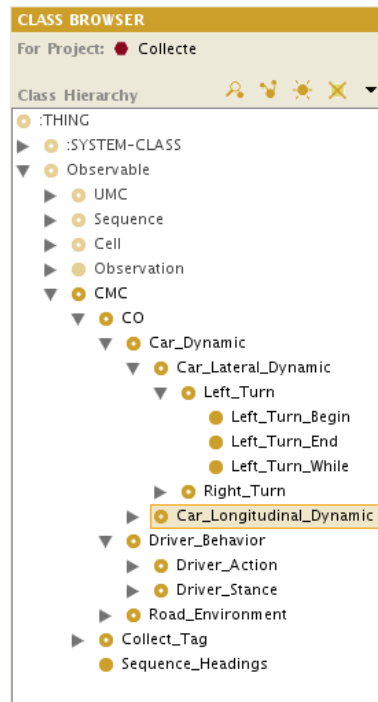 CLASS BROWSER
For Project: Collecte
Class Hierarchy
:THING
:SYSTEM-CLASS
Observable
UMC
Sequence
Cell
Observation
CMC
CO
Car_Dynamic
Car_Lateral_Dynamic
Left_Turn
Left_Turn_Begin
Left_Turn_End
Left_Turn_While
Right_Turn
Car_Longitudinal_Dynamic
Driver_Behavior
Driver_Action
Driver_Stance
Road_Environment
Collect_Tag
Sequence_Headings